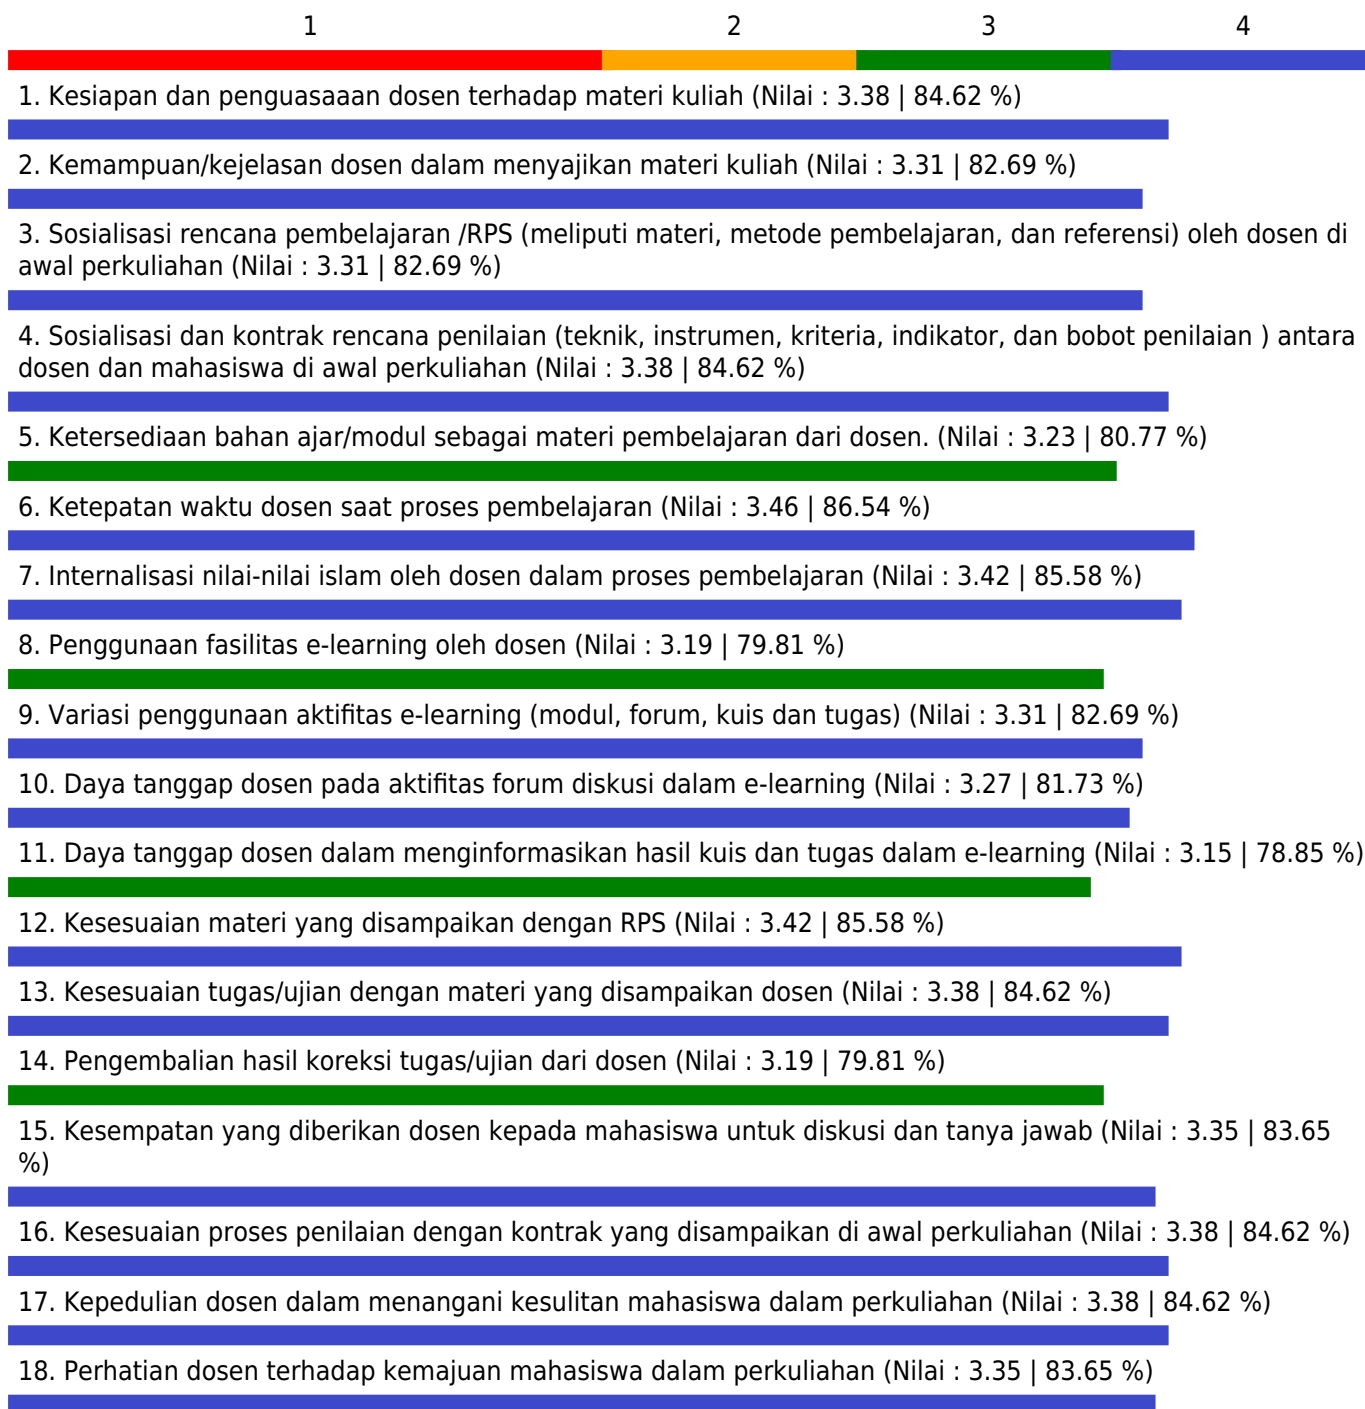 1 2 3 4
1. Kesiapan dan penguasaaan dosen terhadap materi kuliah (Nilai : 3.38 | 84.62 %)
2. Kemampuan/kejelasan dosen dalam menyajikan materi kuliah (Nilai : 3.31 | 82.69 %)
3. Sosialisasi rencana pembelajaran /RPS (meliputi materi, metode pembelajaran, dan referensi) oleh dosen di
awal perkuliahan (Nilai : 3.31 | 82.69 %)
4. Sosialisasi dan kontrak rencana penilaian (teknik, instrumen, kriteria, indikator, dan bobot penilaian ) antara
dosen dan mahasiswa di awal perkuliahan (Nilai : 3.38 | 84.62 %)
5. Ketersediaan bahan ajar/modul sebagai materi pembelajaran dari dosen. (Nilai : 3.23 | 80.77 %)
6. Ketepatan waktu dosen saat proses pembelajaran (Nilai : 3.46 | 86.54 %)
7. Internalisasi nilai-nilai islam oleh dosen dalam proses pembelajaran (Nilai : 3.42 | 85.58 %)
8. Penggunaan fasilitas e-learning oleh dosen (Nilai : 3.19 | 79.81 %)
9. Variasi penggunaan aktifitas e-learning (modul, forum, kuis dan tugas) (Nilai : 3.31 | 82.69 %)
10. Daya tanggap dosen pada aktifitas forum diskusi dalam e-learning (Nilai : 3.27 | 81.73 %)
11. Daya tanggap dosen dalam menginformasikan hasil kuis dan tugas dalam e-learning (Nilai : 3.15 | 78.85 %)
12. Kesesuaian materi yang disampaikan dengan RPS (Nilai : 3.42 | 85.58 %)
13. Kesesuaian tugas/ujian dengan materi yang disampaikan dosen (Nilai : 3.38 | 84.62 %)
14. Pengembalian hasil koreksi tugas/ujian dari dosen (Nilai : 3.19 | 79.81 %)
15. Kesempatan yang diberikan dosen kepada mahasiswa untuk diskusi dan tanya jawab (Nilai : 3.35 | 83.65
%)
16. Kesesuaian proses penilaian dengan kontrak yang disampaikan di awal perkuliahan (Nilai : 3.38 | 84.62 %)
17. Kepedulian dosen dalam menangani kesulitan mahasiswa dalam perkuliahan (Nilai : 3.38 | 84.62 %)
18. Perhatian dosen terhadap kemajuan mahasiswa dalam perkuliahan (Nilai : 3.35 | 83.65 %)